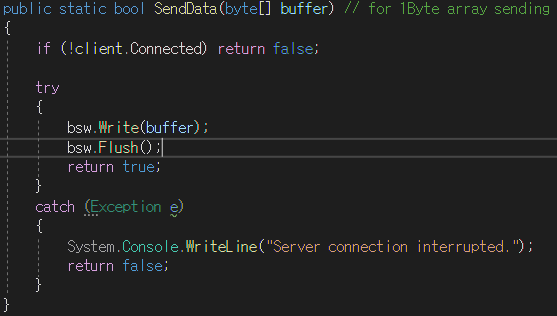 public static bool SendData(byte[] buffer) // for 1Byte array sending
{
if (!client.Connected) return false;
try
{
bsw.Write(buffer);
bsw.Flush();
return true;
}
catch (Exception e)
{
System.Console.WriteLine("Server connection interrupted.");
return false;
}
}